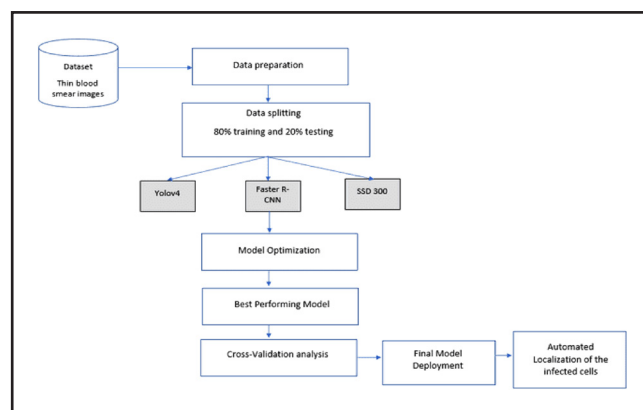 Dataset
Thin blood
smear images
Data preparation
Data splitting
80% training and 20% testing
Yolov4
Faster R-
CNN
SSD 300
Model Optimization
Best Performing Model
Cross-Validation analysis
Final Model
Deployment
Automated
Localization of the
infected cells